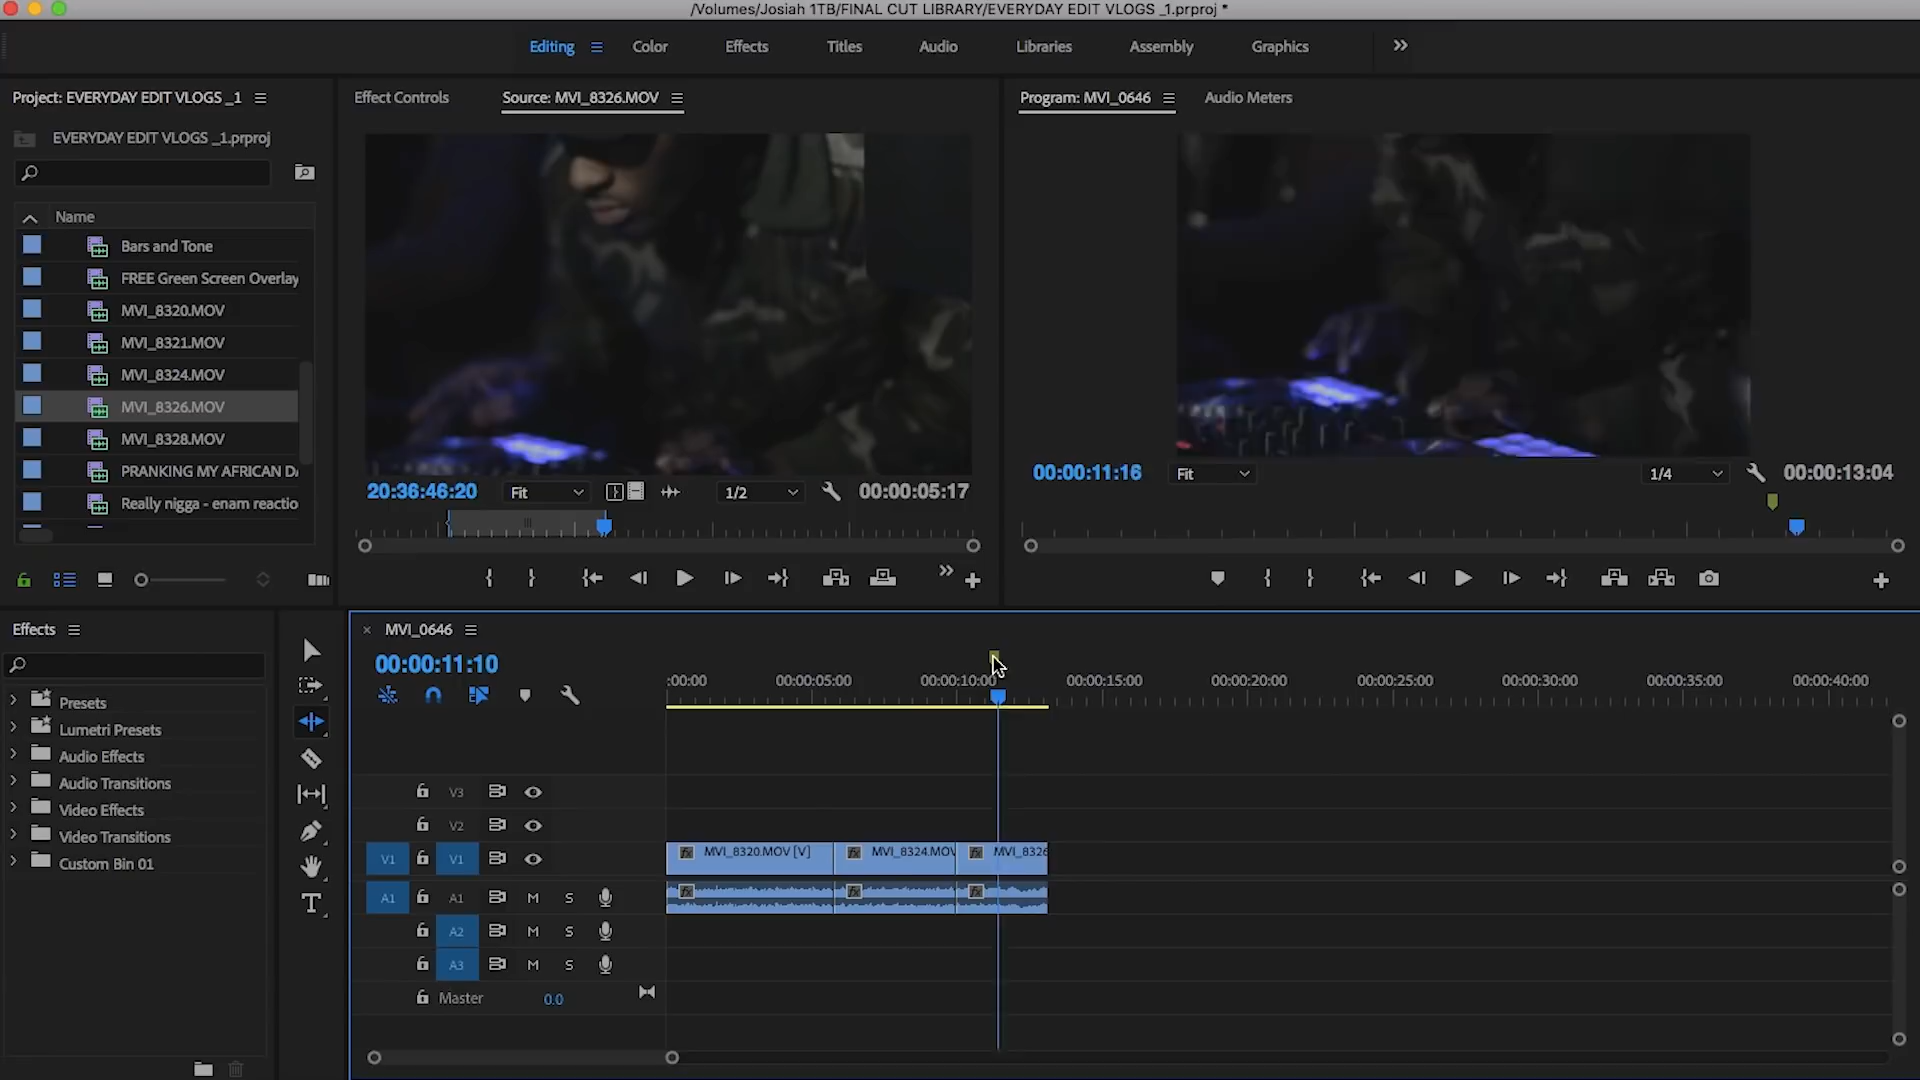 /Volumes/Josiah 1TB/FINAL CUT LIBRARY/EVERYDAY EDIT VLOGS _1.prproj *
Editing
Color
Effects
Titles
Audio
Libraries
Assembly
Graphics
Project: EVERYDAY EDIT VLOGS _1
EVERYDAY EDIT VLOGS _1.prproj
Name
Bars and Tone
FREE Green Screen Overlay
MVI_8320.MOV
MVI_8321.MOV
MVI_8324.MOV
MVI_8326.MOV
MVI_8328.MOV
PRANKING MY AFRICAN DA
Really nigga - enam reactio
Effect Controls
Source: MVI_8326.MOV
20:36:46:20
Fit
1/2
00:00:05:17
Program: MVI_0646
Audio Meters
00:00:11:16
Fit
1/4
00:00:13:04
Effects
Presets
Lumetri Presets
Audio Effects
Audio Transitions
Video Effects
Video Transitions
Custom Bin 01
MVI_0646
00:00:11:10
:00:00
00:00:05:00
00:00:10:00
00:00:15:00
00:00:20:00
00:00:25:00
00:00:30:00
00:00:35:00
00:00:40:00
V3
V2
V1 V1
fx MVI_8320.MOV [V] fx MVI_8324.MOV fx MVI_8326
A1 A1 M S
fx fx fx
A2 M S
A3 M S
Master 0.0